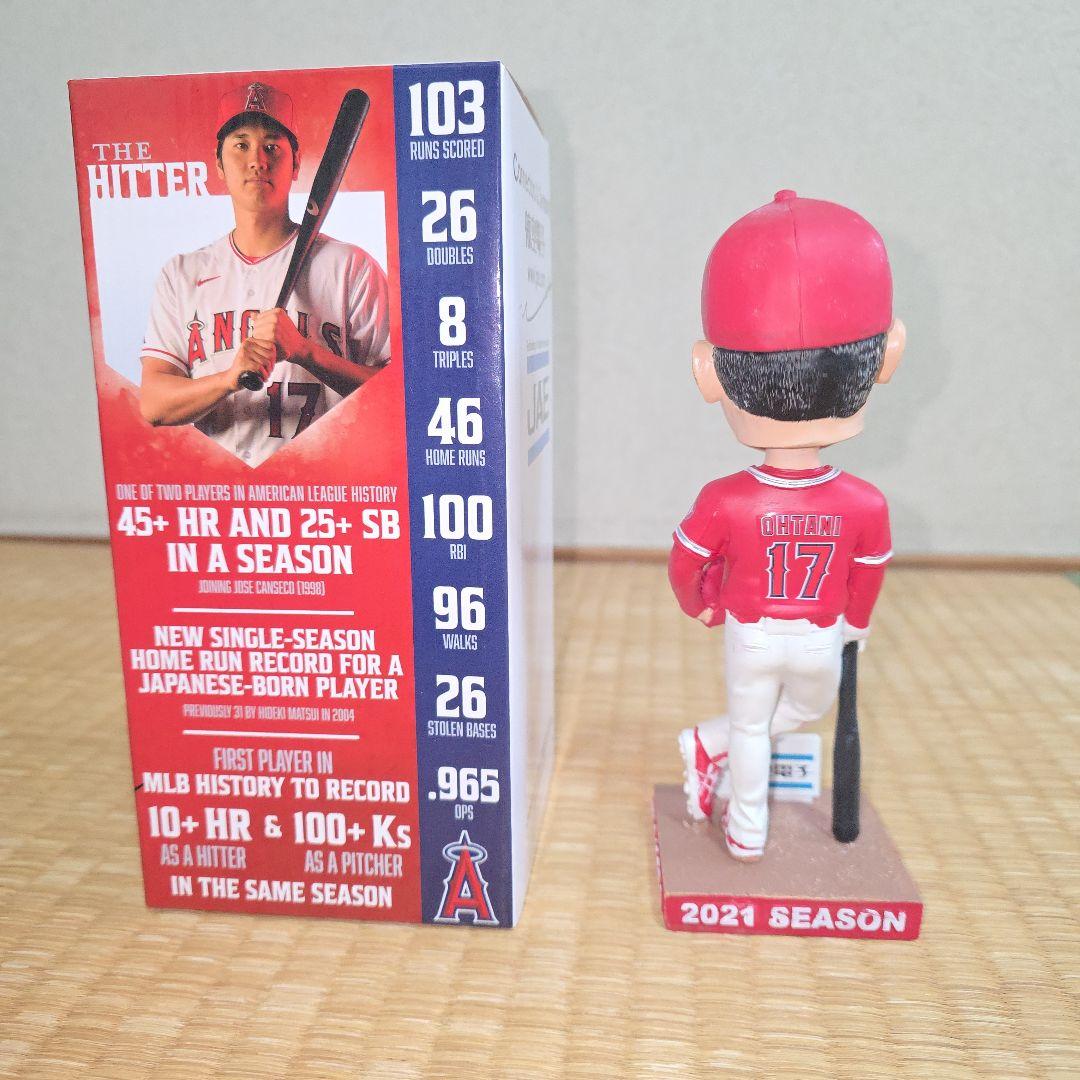 THE
HITTER
ANGELS
17
ONE OF TWO PLAYERS IN AMERICAN LEAGUE HISTORY
45+ HR AND 25+ SB
IN A SEASON
JOINING JOSE CANSECO (1998)
NEW SINGLE-SEASON
HOME RUN RECORD FOR A
JAPANESE-BORN PLAYER
PREVIOUSLY 31 BY HIDEKI MATSUI IN 2004
FIRST PLAYER IN
MLB HISTORY TO RECORD
10+ HR & 100+ Ks
AS A HITTER AS A PITCHER
IN THE SAME SEASON
103
RUNS SCORED
26
DOUBLES
8
TRIPLES
46
HOME RUNS
100
RBI
96
WALKS
26
STOLEN BASES
.965
OPS
A
JAE
OHTANI
17
2021 SEASON